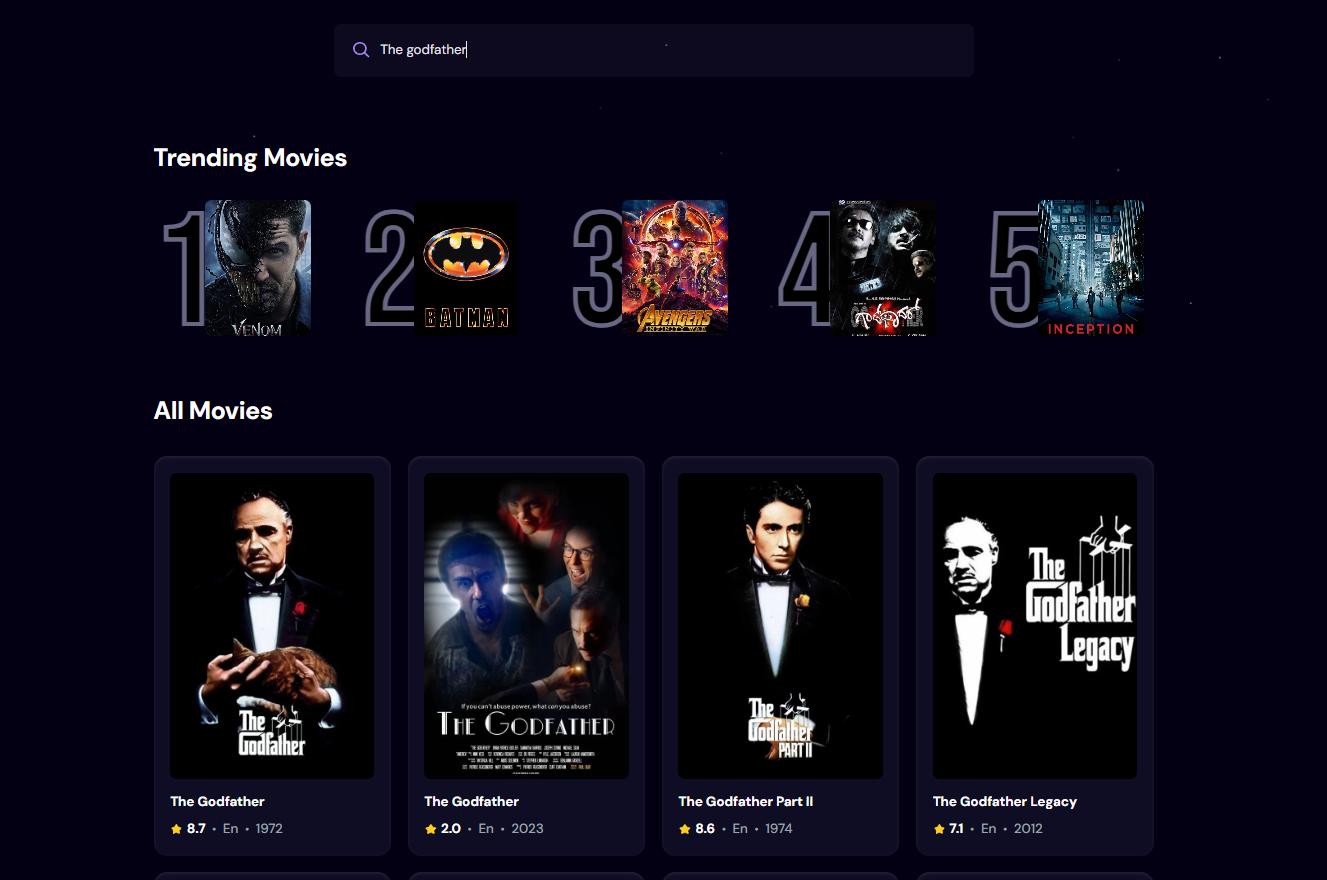 The godfather
Trending Movies
1
VENOM
2
BATMAN
3
AVENGERS
INFINITY WAR
4
5
INCEPTION
All Movies
The
Godfather
If you can't abuse power, what can you abuse?
THE GODFATHER
The
Godfather
PART II
The
Godfather
Legacy
The Godfather
8.7 • En • 1972
The Godfather
2.0 • En • 2023
The Godfather Part II
8.6 • En • 1974
The Godfather Legacy
7.1 • En • 2012